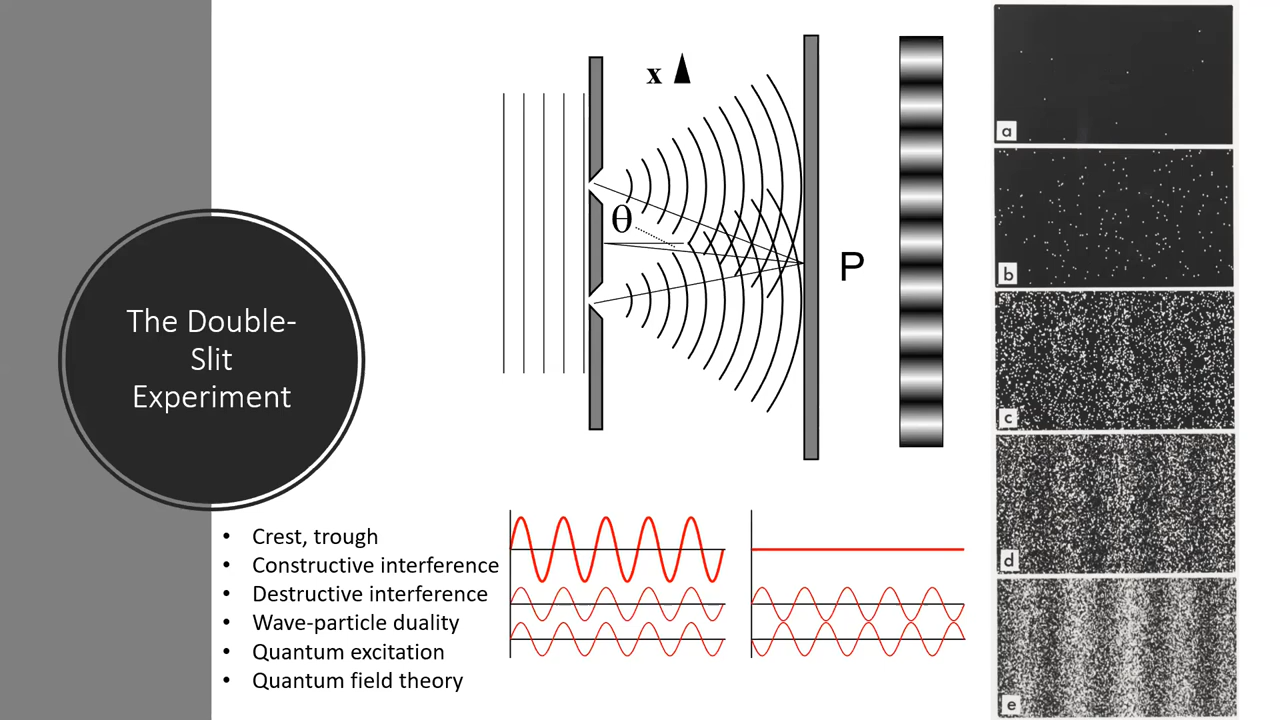 The Double-
Slit
Experiment
x
θ
P
a
b
c
d
e
• Crest, trough
• Constructive interference
• Destructive interference
• Wave-particle duality
• Quantum excitation
• Quantum field theory